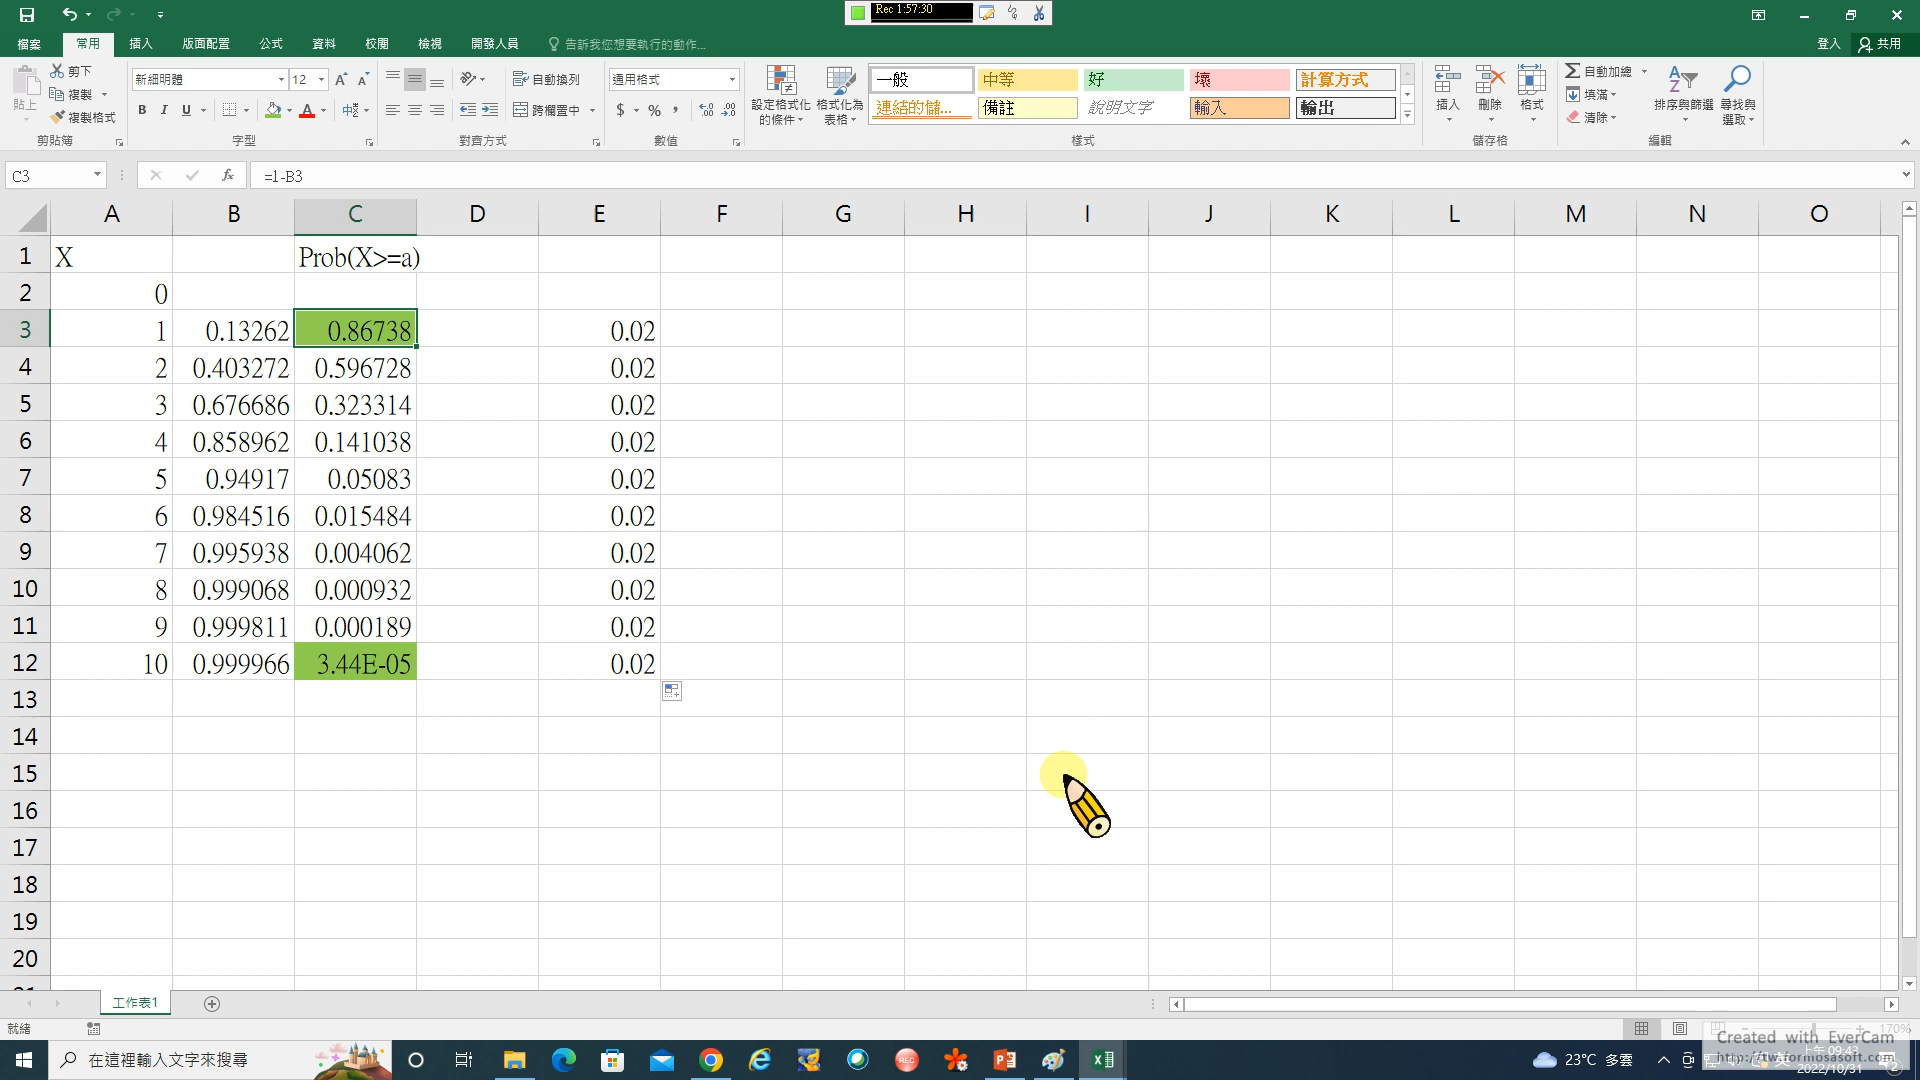 Rec 1:57:30
檔案 常用 插入 版面配置 公式 資料 校閱 檢視 開發人員 告訴我您想要執行的動作... 登入 共用
貼上 剪下 複製 複製格式 剪貼簿
新細明體 12 B I U 字型
自動換列 跨欄置中 對齊方式
通用格式 $ % , 數值
設定格式化的條件 格式化為表格
一般 中等 好 壞 計算方式
連結的儲... 備註 說明文字 輸入 輸出
樣式
插入 刪除 格式 儲存格
自動加總 填滿 清除 排序與篩選 尋找與選取 編輯
C3 fx =1-B3
A B C D E F G H I J K L M N O
1 X Prob(X>=a)
2 0
3 1 0.13262 0.86738 0.02
4 2 0.403272 0.596728 0.02
5 3 0.676686 0.323314 0.02
6 4 0.858962 0.141038 0.02
7 5 0.94917 0.05083 0.02
8 6 0.984516 0.015484 0.02
9 7 0.995938 0.004062 0.02
10 8 0.999068 0.000932 0.02
11 9 0.999811 0.000189 0.02
12 10 0.999966 3.44E-05 0.02
13
14
15
16
17
18
19
20
工作表1
就緒 170%
Created with EverCam
在這裡輸入文字來搜尋 23°C 多雲 上午 09:43
2022/10/31